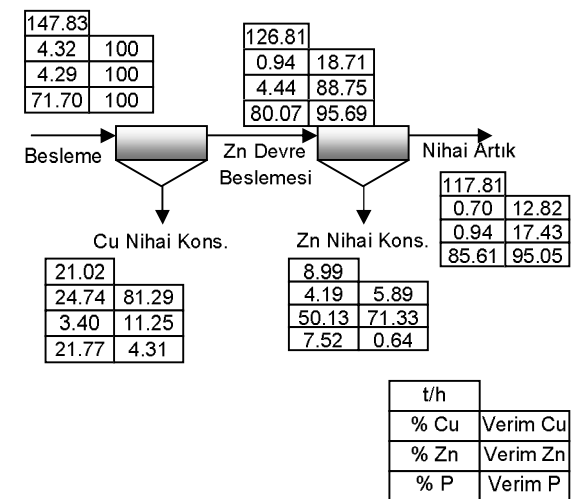 147.83
4.32 100
4.29 100
71.70 100
126.81
0.94 18.71
4.44 88.75
80.07 95.69
Besleme
Zn Devre
Beslemesi
Nihai Artık
117.81
0.70 12.82
0.94 17.43
85.61 95.05
Cu Nihai Kons.
21.02
24.74 81.29
3.40 11.25
21.77 4.31
Zn Nihai Kons.
8.99
4.19 5.89
50.13 71.33
7.52 0.64
t/h
% Cu Verim Cu
% Zn Verim Zn
% P Verim P